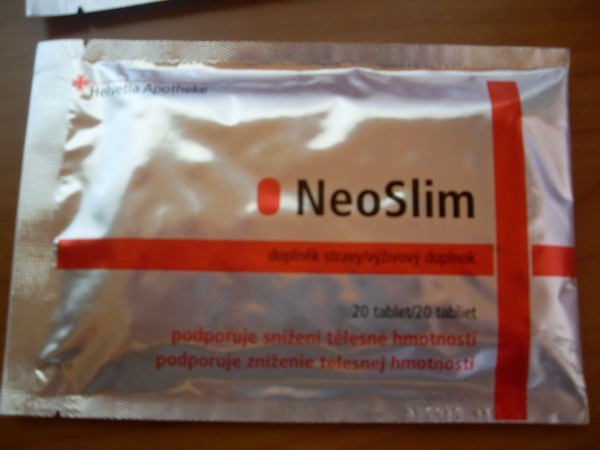 Helvetia Apotheke
NeoSlim
doplněk stravy/výživový doplnok
20 tablet/20 tabliet
podporuje snížení tělesné hmotnosti
podporuje zníženie telesnej hmotnosti